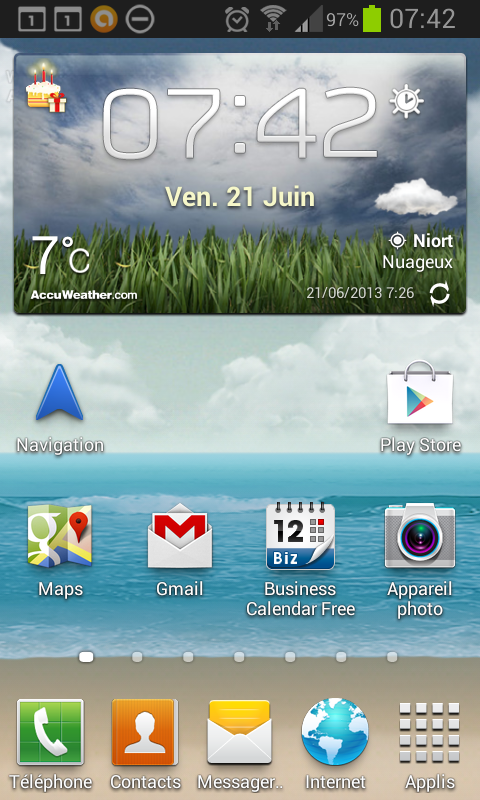 1 1 97% 07:42
07:42
Ven. 21 Juin
7°C
Niort
Nuageux
AccuWeather.com
21/06/2013 7:26
Navigation
Play Store
g
12
Biz
Maps
Gmail
Business
Calendar Free
Appareil
photo
Téléphone
Contacts
Messager..
Internet
Applis